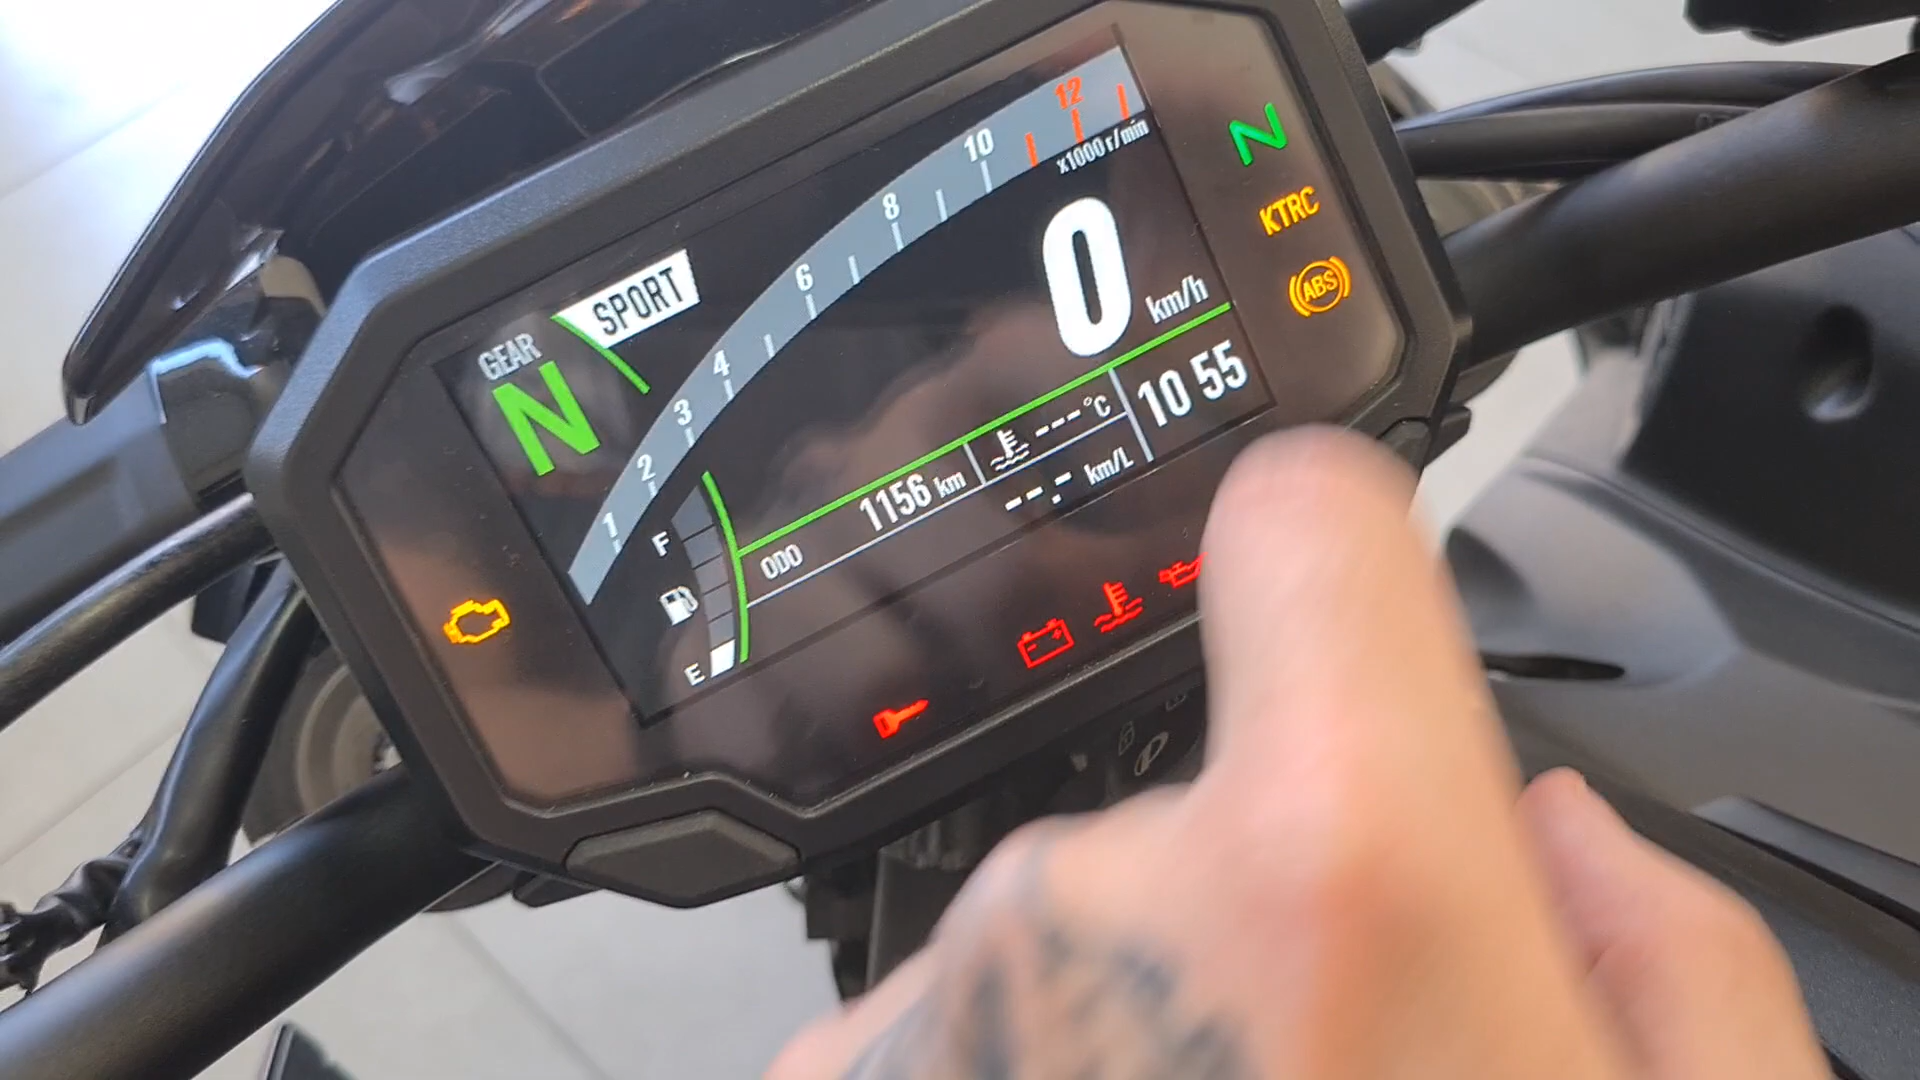 GEAR
N
SPORT
1
2
3
4
6
8
10
12
x1000 r/min
0
km/h
F
E
ODO
1156 km
---°C
--.- km/L
10 55
N
KTRC
ABS
P